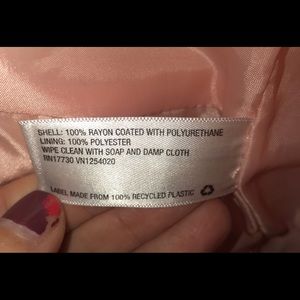 SHELL: 100% RAYON COATED WITH POLYURETHANE
LINING: 100% POLYESTER
WIPE CLEAN WITH SOAP AND DAMP CLOTH
RN17730 VN1254020
LABEL MADE FROM 100% RECYCLED PLASTIC